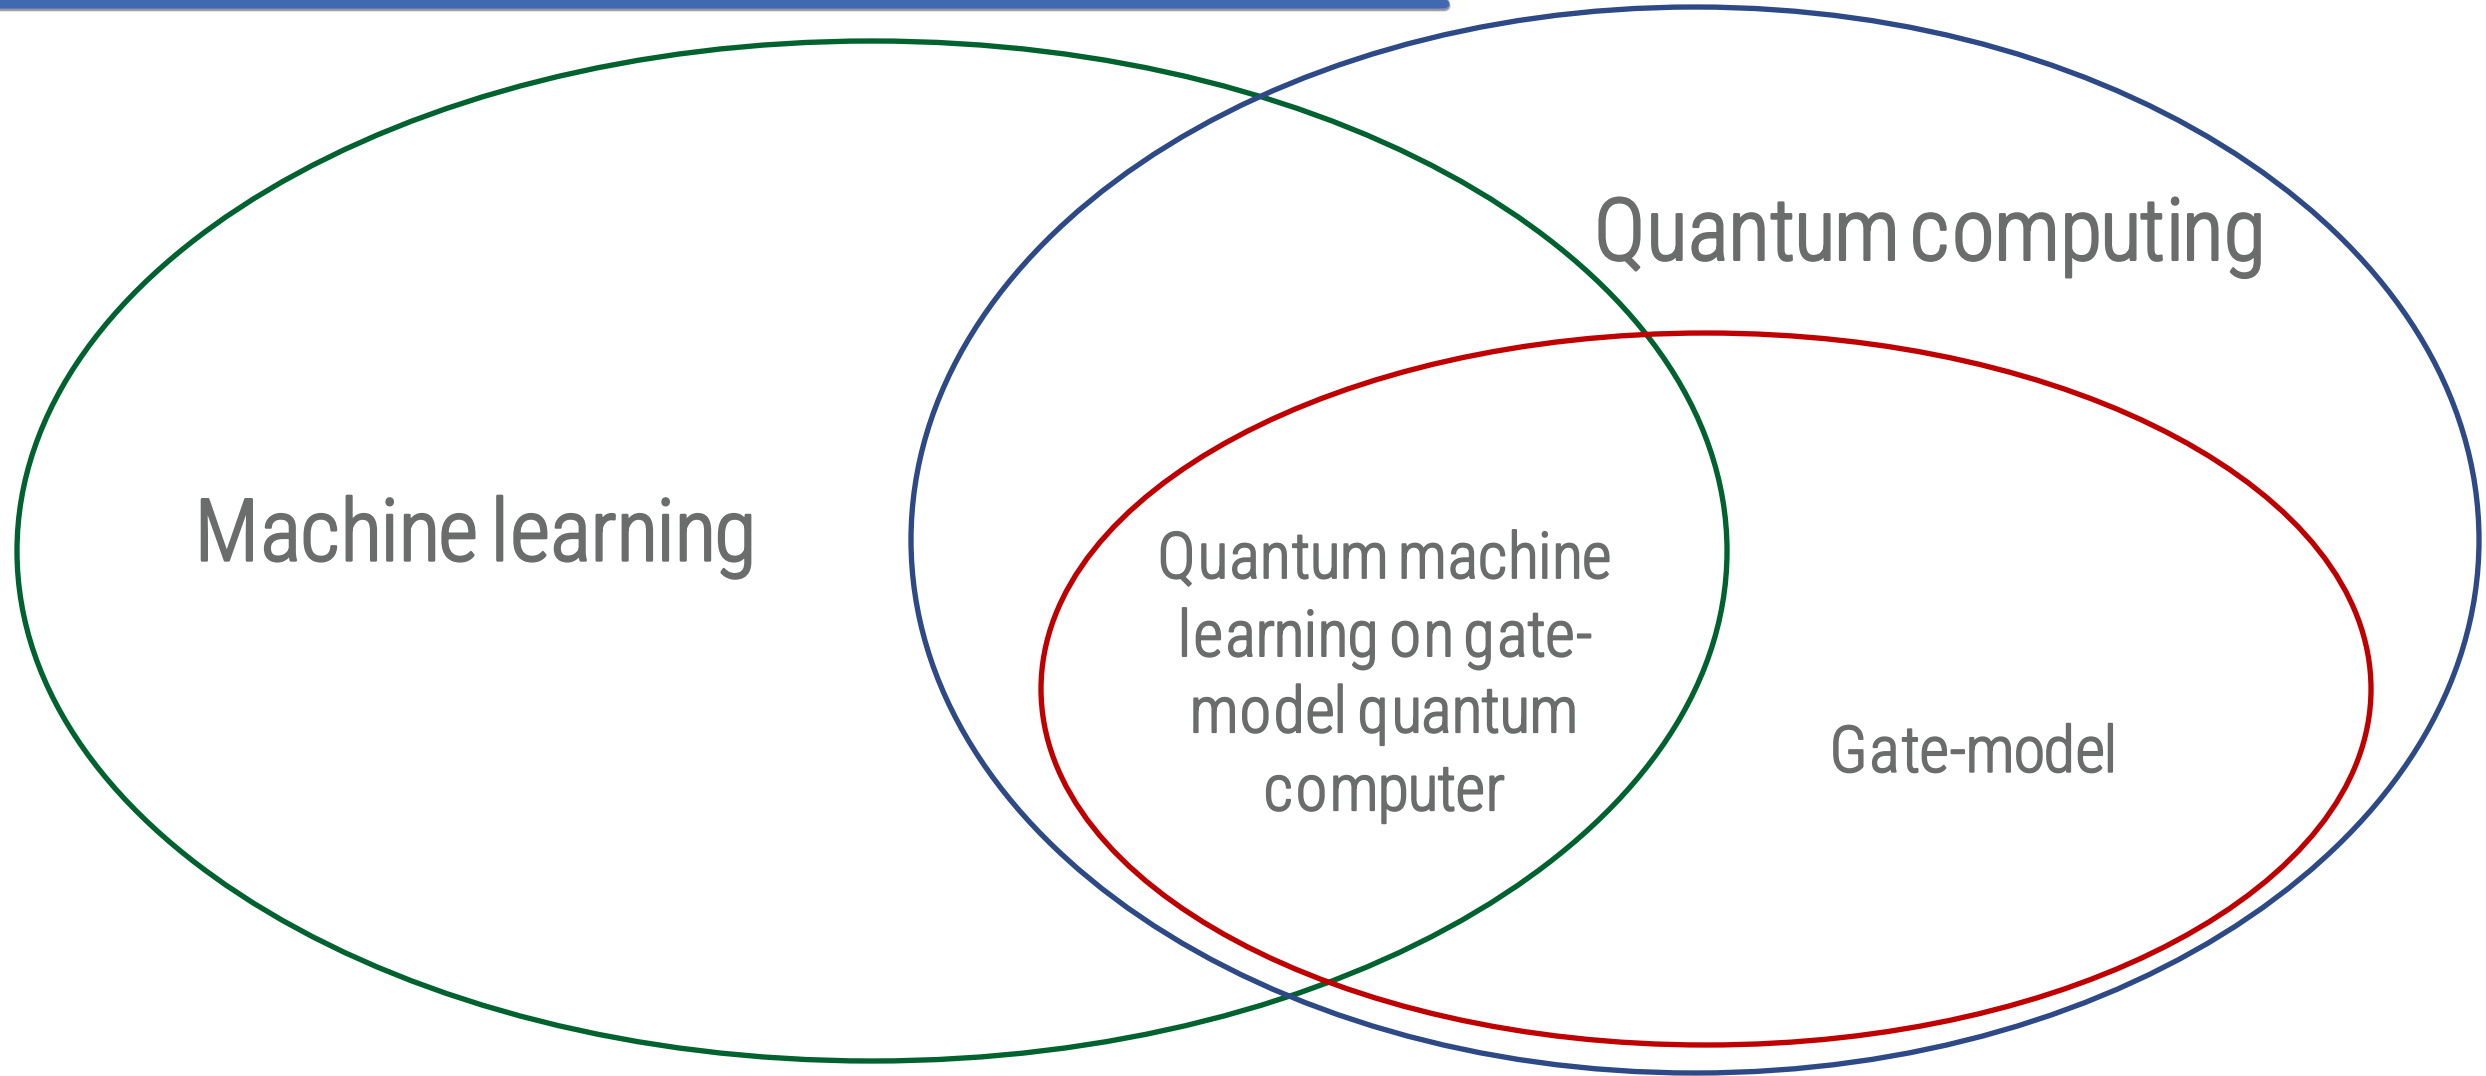 Quantum computing
Machine learning
Quantum machine
learning on gate-
model quantum
computer
Gate-model